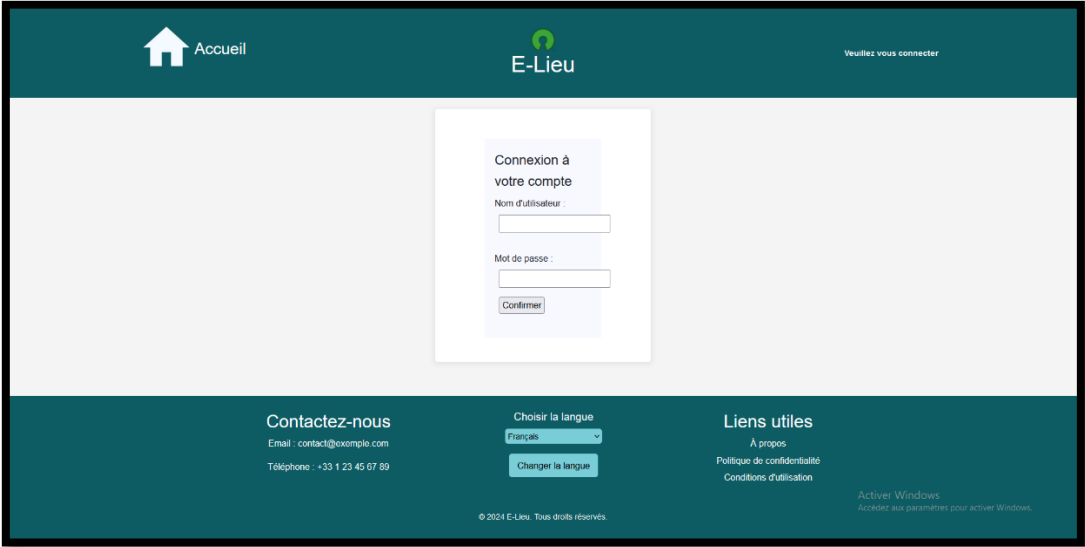 Accueil
E-Lieu
Veuillez vous connecter
Connexion à
votre compte
Nom d'utilisateur :
Mot de passe :
Confirmer
Contactez-nous
Email : contact@exemple.com
Téléphone : +33 1 23 45 67 89
Choisir la langue
Français
Changer la langue
Liens utiles
À propos
Politique de confidentialité
Conditions d'utilisation
Activer Windows
Accédez aux paramètres pour activer Windows.
© 2024 E-Lieu. Tous droits réservés.